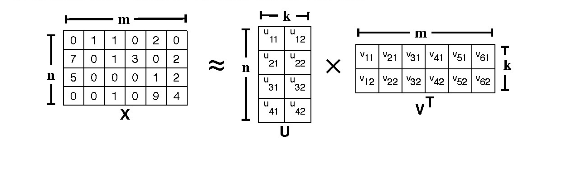 m
n
0 1 1 0 2 0
7 0 1 3 0 2
5 0 0 0 1 2
0 0 1 0 9 4
X
≈
k
n
u11 u12
u21 u22
u31 u32
u41 u42
U
×
m
v11 v21 v31 v41 v51 v61
v12 v22 v32 v42 v52 v62
k
V^T